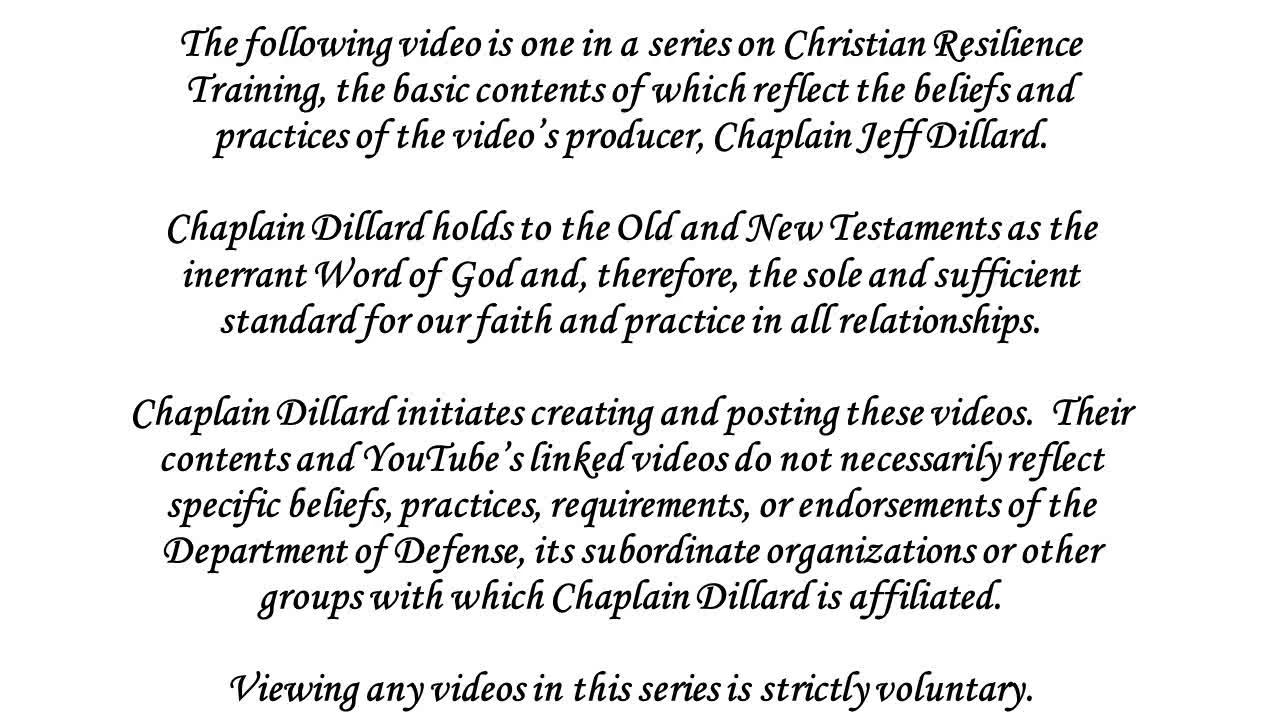 The following video is one in a series on Christian Resilience
Training, the basic contents of which reflect the beliefs and
practices of the video’s producer, Chaplain Jeff Dillard.
Chaplain Dillard holds to the Old and New Testaments as the
inerrant Word of God and, therefore, the sole and sufficient
standard for our faith and practice in all relationships.
Chaplain Dillard initiates creating and posting these videos.  Their
contents and YouTube’s linked videos do not necessarily reflect
specific beliefs, practices, requirements, or endorsements of the
Department of Defense, its subordinate organizations or other
groups with which Chaplain Dillard is affiliated.
Viewing any videos in this series is strictly voluntary.